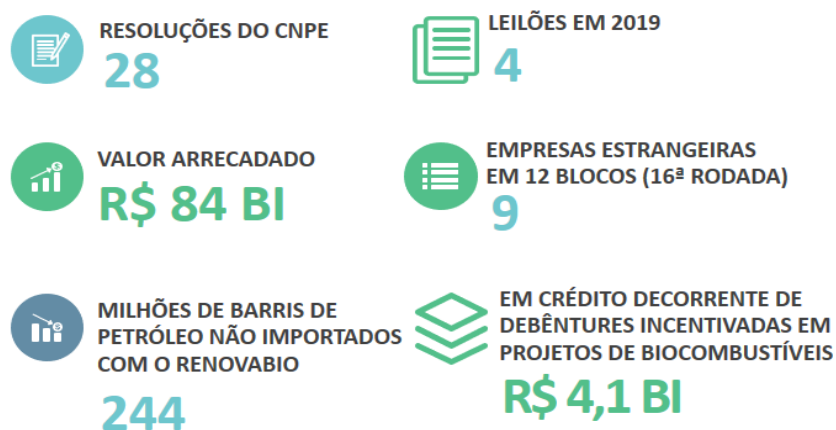 RESOLUÇÕES DO CNPE
28
LEILÕES EM 2019
4
VALOR ARRECADADO
R$ 84 BI
EMPRESAS ESTRANGEIRAS
EM 12 BLOCOS (16ª RODADA)
9
MILHÕES DE BARRIS DE
PETRÓLEO NÃO IMPORTADOS
COM O RENOVABIO
244
EM CRÉDITO DECORRENTE DE
DEBÊNTURES INCENTIVADAS EM
PROJETOS DE BIOCOMBUSTÍVEIS
R$ 4,1 BI